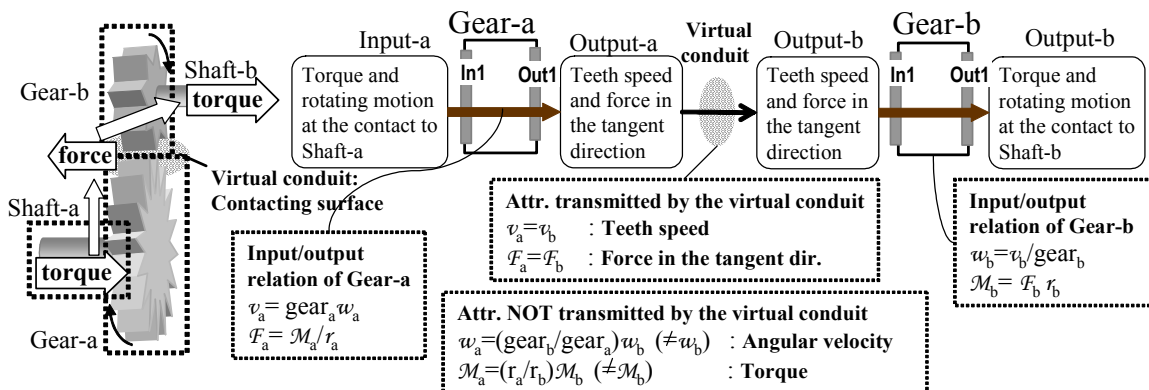 Gear-b
Shaft-b
torque
force
Virtual conduit:
Contacting surface
Shaft-a
torque
Gear-a
Input-a
Torque and
rotating motion
at the contact to
Shaft-a
Gear-a
In1
Out1
Output-a
Teeth speed
and force in
the tangent
direction
Virtual
conduit
Output-b
Teeth speed
and force in
the tangent
direction
Gear-b
In1
Out1
Output-b
Torque and
rotating motion
at the contact to
Shaft-b
Input/output
relation of Gear-a
v_a=gear_a w_a
F_a= M_a/r_a
Attr. transmitted by the virtual conduit
v_a=v_b : Teeth speed
F_a=F_b : Force in the tangent dir.
Attr. NOT transmitted by the virtual conduit
w_a=(gear_b/gear_a)w_b (≠w_b) : Angular velocity
M_a=(r_a/r_b)M_b (≠M_b) : Torque
Input/output
relation of Gear-b
w_b=v_b/gear_b
M_b= F_b r_b